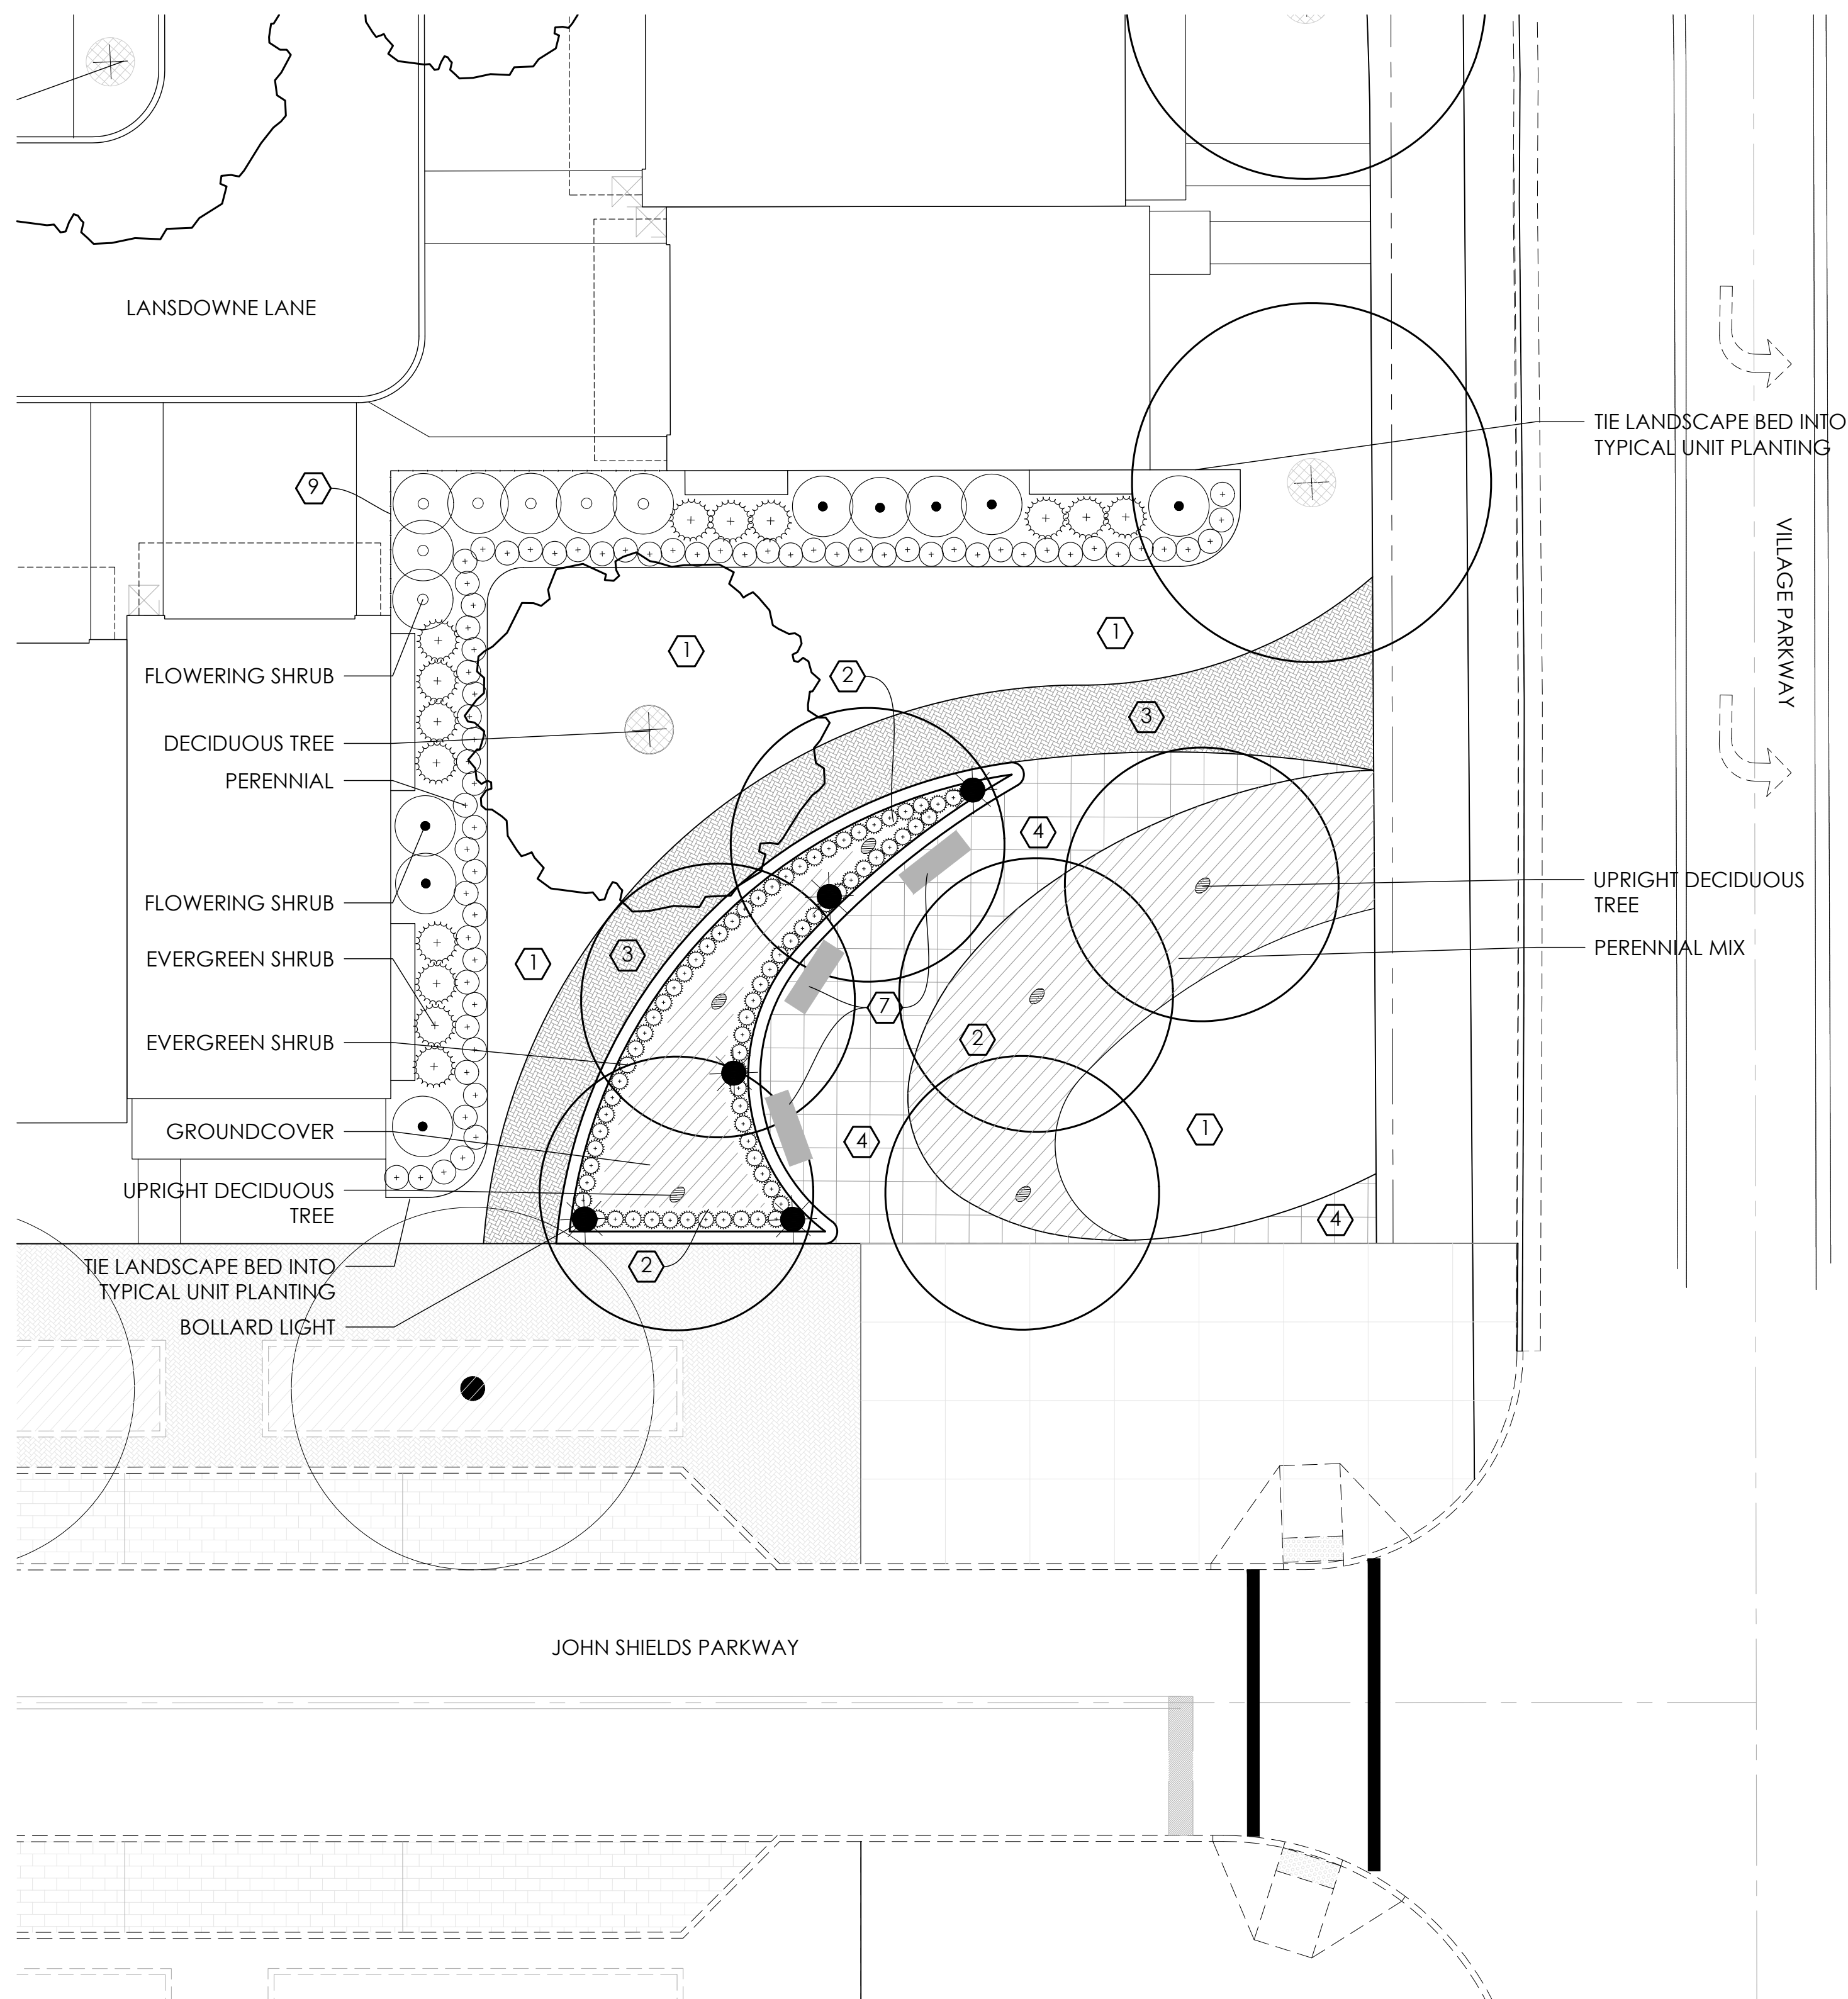 LANSDOWNE LANE
TIE LANDSCAPE BED INTO
TYPICAL UNIT PLANTING
9
VILLAGE PARKWAY
1
1
2
FLOWERING SHRUB
3
DECIDUOUS TREE
PERENNIAL
4
UPRIGHT DECIDUOUS
TREE
FLOWERING SHRUB
PERENNIAL MIX
3
1
EVERGREEN SHRUB
7
2
EVERGREEN SHRUB
GROUNDCOVER
4
1
UPRIGHT DECIDUOUS
TREE
4
2
TIE LANDSCAPE BED INTO
TYPICAL UNIT PLANTING
BOLLARD LIGHT
JOHN SHIELDS PARKWAY